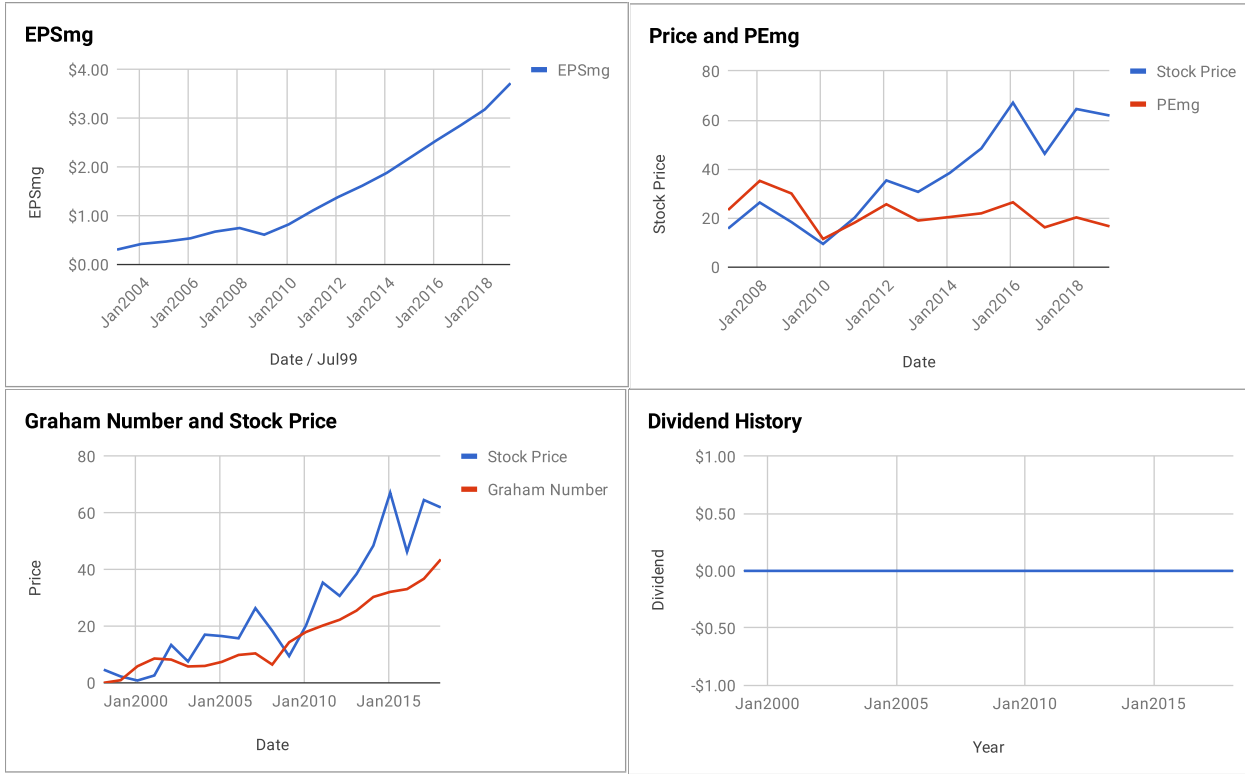 EPSmg
$4.00
$3.00
$2.00
$1.00
$0.00
EPSmg
EPSmg
Jan2004
Jan2006
Jan2008
Jan2010
Jan2012
Jan2014
Jan2016
Jan2018
Date / Jul99
Price and PEmg
80
60
40
20
0
Stock Price
Stock Price
PEmg
Jan2008
Jan2010
Jan2012
Jan2014
Jan2016
Jan2018
Date
Graham Number and Stock Price
80
60
40
20
0
Price
Stock Price
Graham Number
Jan2000
Jan2005
Jan2010
Jan2015
Date
Dividend History
$1.00
$0.50
$0.00
-$0.50
-$1.00
Dividend
Jan2000
Jan2005
Jan2010
Jan2015
Year